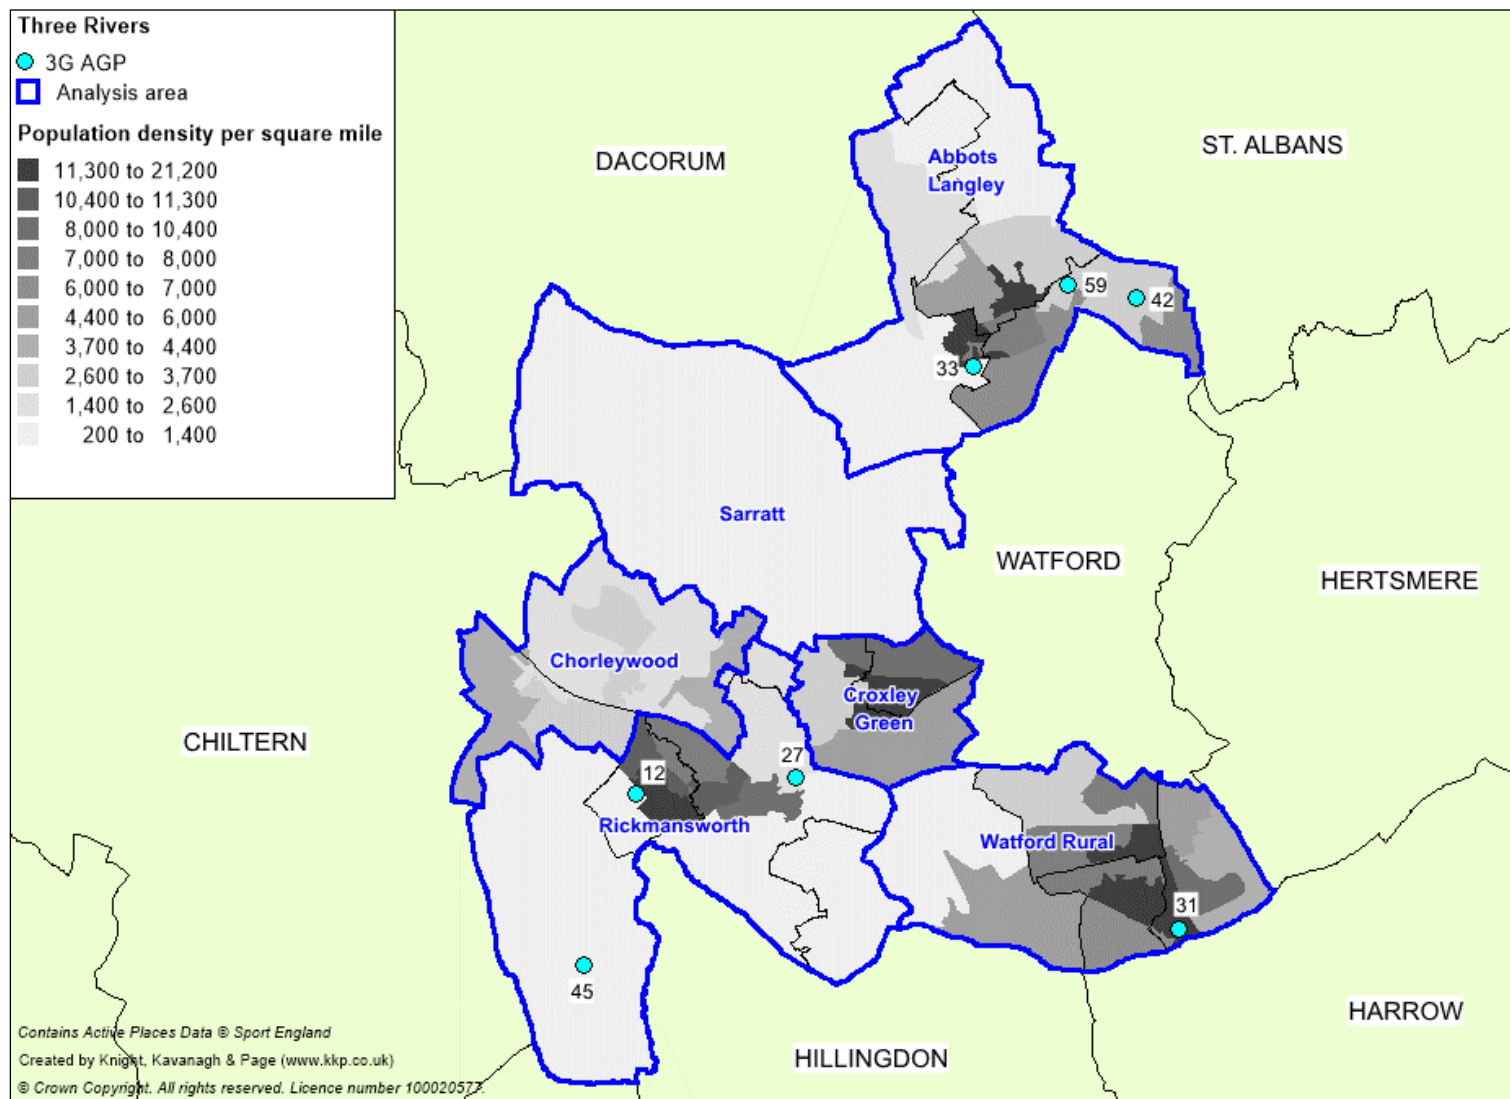 Three Rivers
3G AGP
Analysis area
Population density per square mile
11,300 to 21,200
10,400 to 11,300
8,000 to 10,400
7,000 to 8,000
6,000 to 7,000
4,400 to 6,000
3,700 to 4,400
2,600 to 3,700
1,400 to 2,600
200 to 1,400
DACORUM
ST. ALBANS
Abbots
Langley
59
42
33
Sarratt
WATFORD
HERTSMERE
Chorleywood
Croxley
Green
CHILTERN
27
12
Rickmansworth
Watford Rural
31
45
HARROW
HILLINGDON
Contains Active Places Data © Sport England
Created by Knight, Kavanagh & Page (www.kkp.co.uk)
© Crown Copyright. All rights reserved. Licence number 100020577.